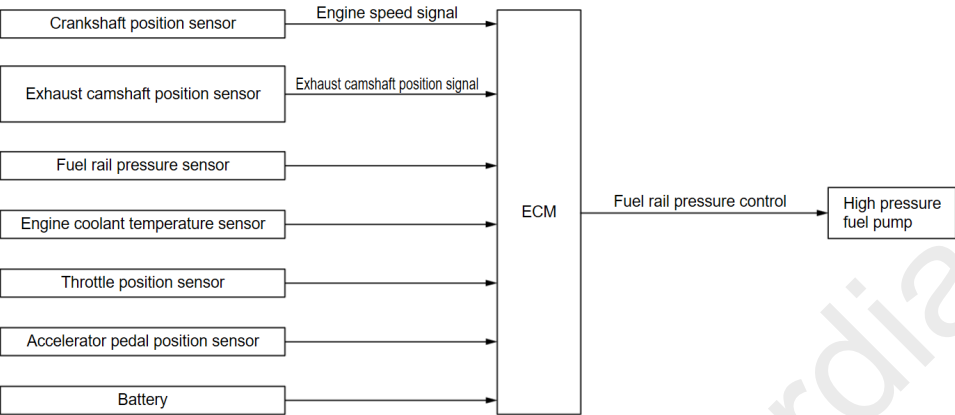 Crankshaft position sensor
Engine speed signal
Exhaust camshaft position sensor
Exhaust camshaft position signal
Fuel rail pressure sensor
Engine coolant temperature sensor
Throttle position sensor
Accelerator pedal position sensor
Battery
ECM
Fuel rail pressure control
High pressure
fuel pump